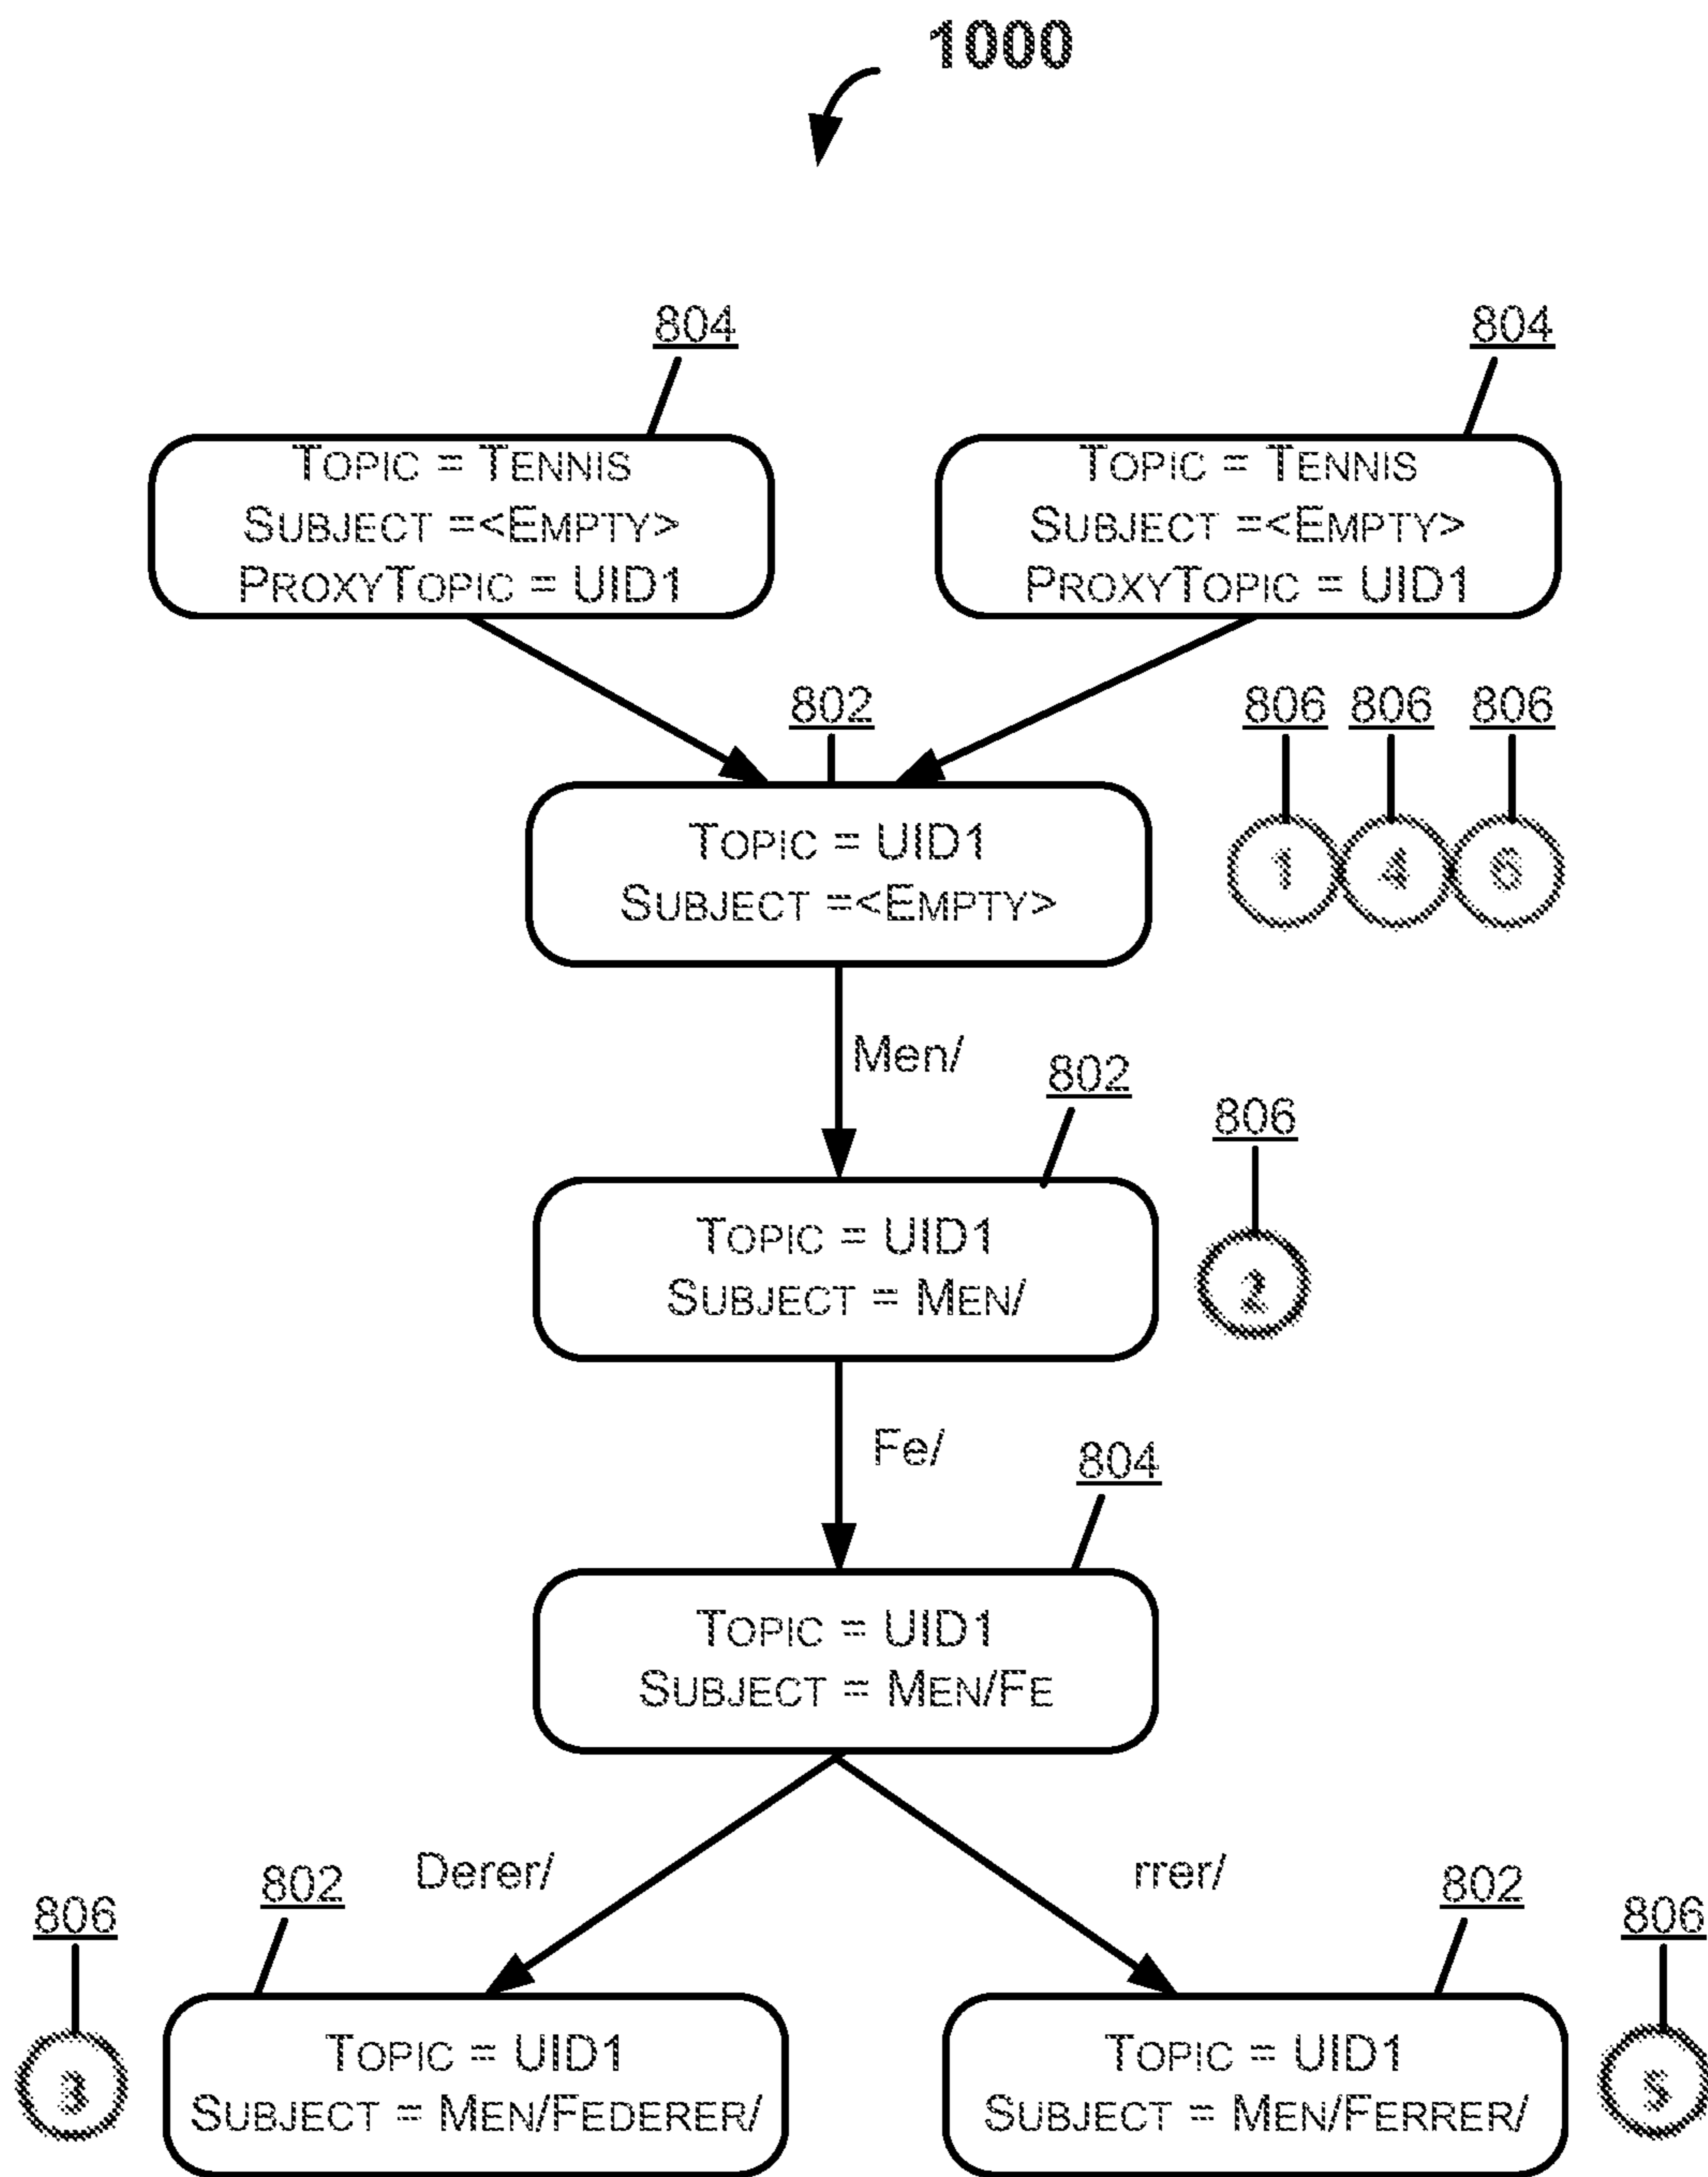 1000
804
804
TOPIC = TENNIS
SUBJECT =<EMPTY>
PROXYTOPIC = UID1
TOPIC = TENNIS
SUBJECT =<EMPTY>
PROXYTOPIC = UID1
802
806 806 806
TOPIC = UID1
SUBJECT =<EMPTY>
1 4 6
Men/
802
806
TOPIC = UID1
SUBJECT = MEN/
2
Fe/
804
TOPIC = UID1
SUBJECT = MEN/FE
Derer/
rrer/
806
802
802
806
3
TOPIC = UID1
SUBJECT = MEN/FEDERER/
TOPIC = UID1
SUBJECT = MEN/FERRER/
5